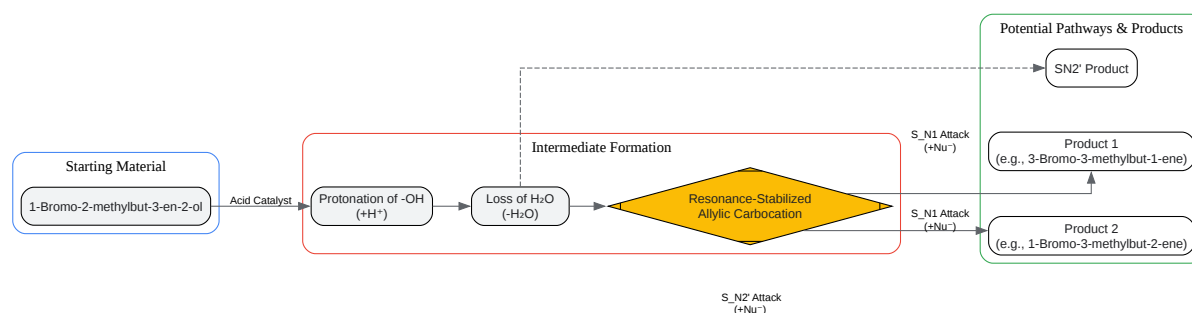 Potential Pathways & Products
SN2' Product
S_N1 Attack
(+Nu⁻)
Product 1
(e.g., 3-Bromo-3-methylbut-1-ene)
Intermediate Formation
Starting Material
1-Bromo-2-methylbut-3-en-2-ol
Acid Catalyst
Protonation of -OH
(+H⁺)
Loss of H₂O
(-H₂O)
Resonance-Stabilized
Allylic Carbocation
S_N1 Attack
(+Nu⁻)
Product 2
(e.g., 1-Bromo-3-methylbut-2-ene)
S_N2' Attack
(+Nu⁻)